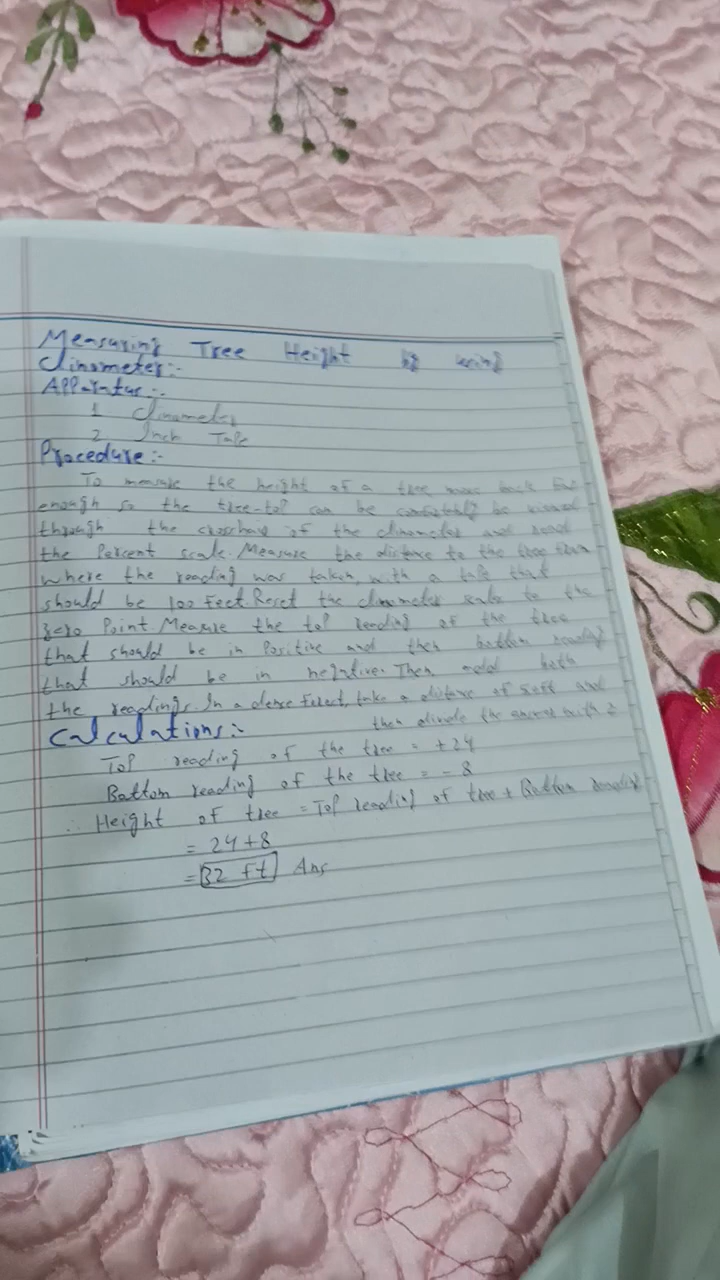 Measuring Tree Height by using
Clinometer:-
Apparatus:-
1 Clinometer
2. Inch Tape
Procedure:-
To measure the height of a tree move back far
enough so the tree-top can be comfortably be viewed
through the crosshair of the clinometer and read
the Percent scale. Measure the distance to the tree from
where the reading was taken, with a tape that
should be 100 Feet. Reset the clinometer scale to the
zero Point. Measure the top reading of the tree
that should be in Positive and then bottom reading
that should be in negative. Then add both
the readings. In a dense Forest, take a distance of 50ft and
then divide the answer with 2
Calculations:-
Top reading of the tree = +24
Bottom reading of the tree = -8
∴ Height of tree = Top reading of tree + Bottom reading
= 24+8
= 32 ft Ans